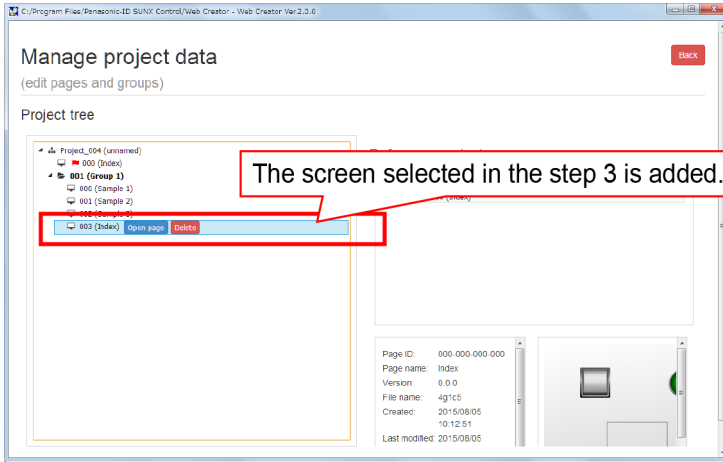 C:/Program Files/Panasonic-ID SUNX Control/Web Creator - Web Creator Ver.2.0.0
Manage project data
Back
(edit pages and groups)
Project tree
Project_004 (unnamed)
000 (Index)
001 (Group 1)
000 (Sample 1)
001 (Sample 2)
003 (Index) Open page Delete
The screen selected in the step 3 is added.
(Index)
Page ID: 000-000-000-000
Page name: Index
Version: 0.0.0
File name: 4g1c5
Created: 2015/08/05
10:12:51
Last modified: 2015/08/05